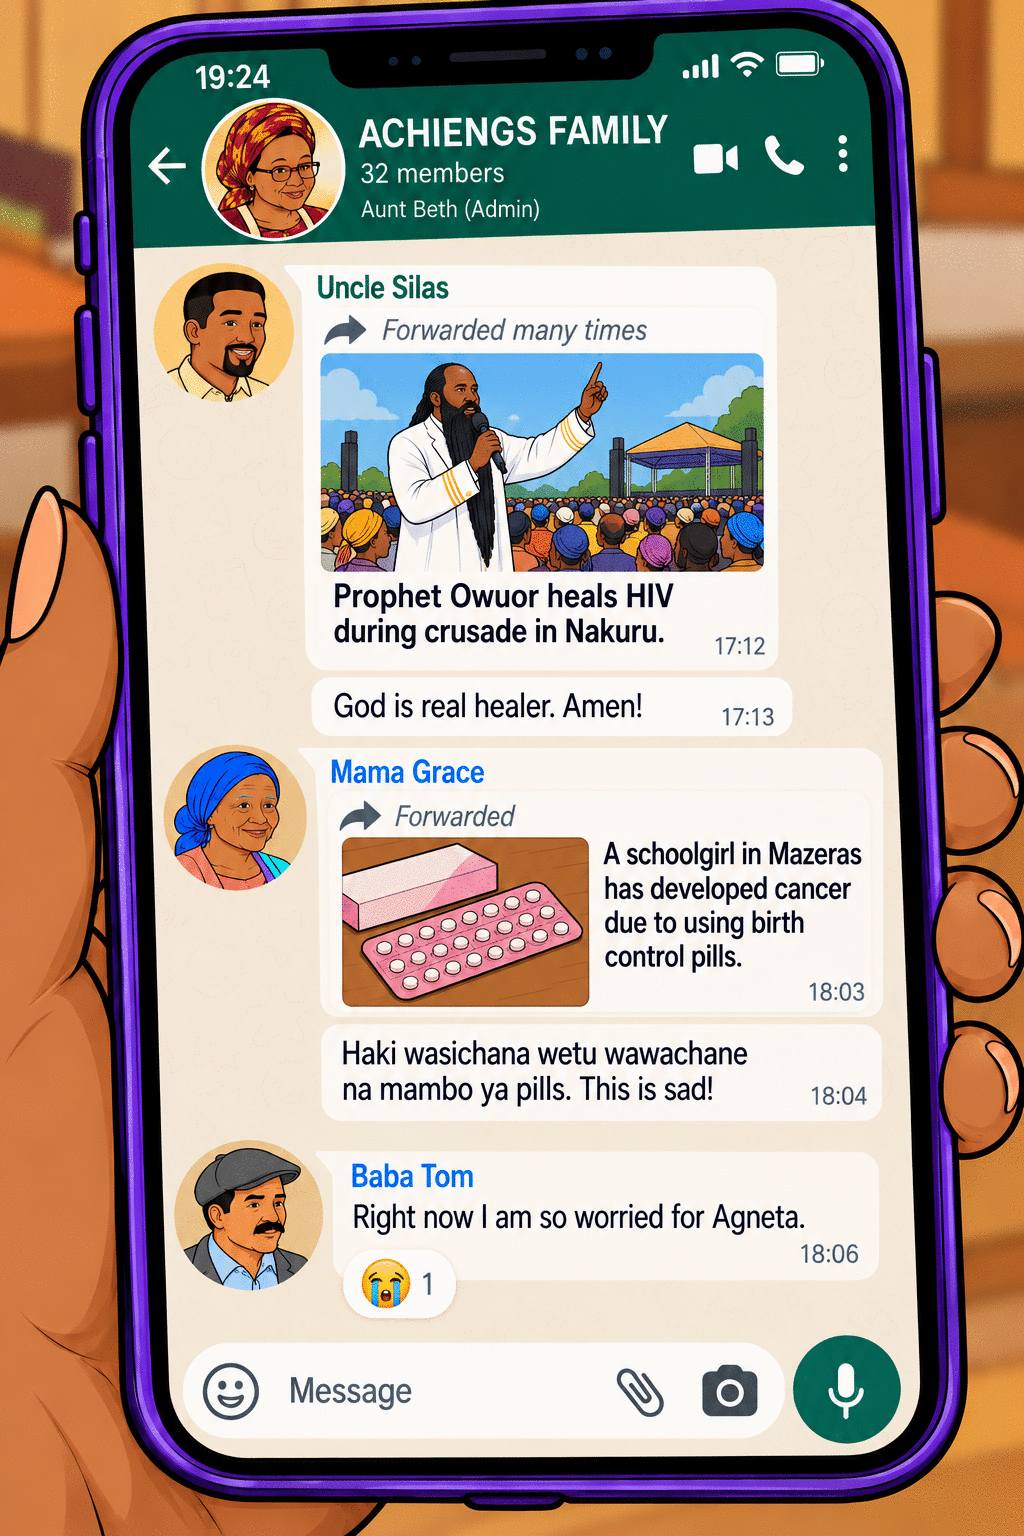 19:24
ACHIENGS FAMILY
32 members
Aunt Beth (Admin)
Uncle Silas
Forwarded many times
Prophet Owuor heals HIV
during crusade in Nakuru.
17:12
God is real healer. Amen!
17:13
Mama Grace
Forwarded
A schoolgirl in Mazeras
has developed cancer
due to using birth
control pills.
18:03
Haki wasichana wetu wawachane
na mambo ya pills. This is sad!
18:04
Baba Tom
Right now I am so worried for Agneta.
18:06
1
Message